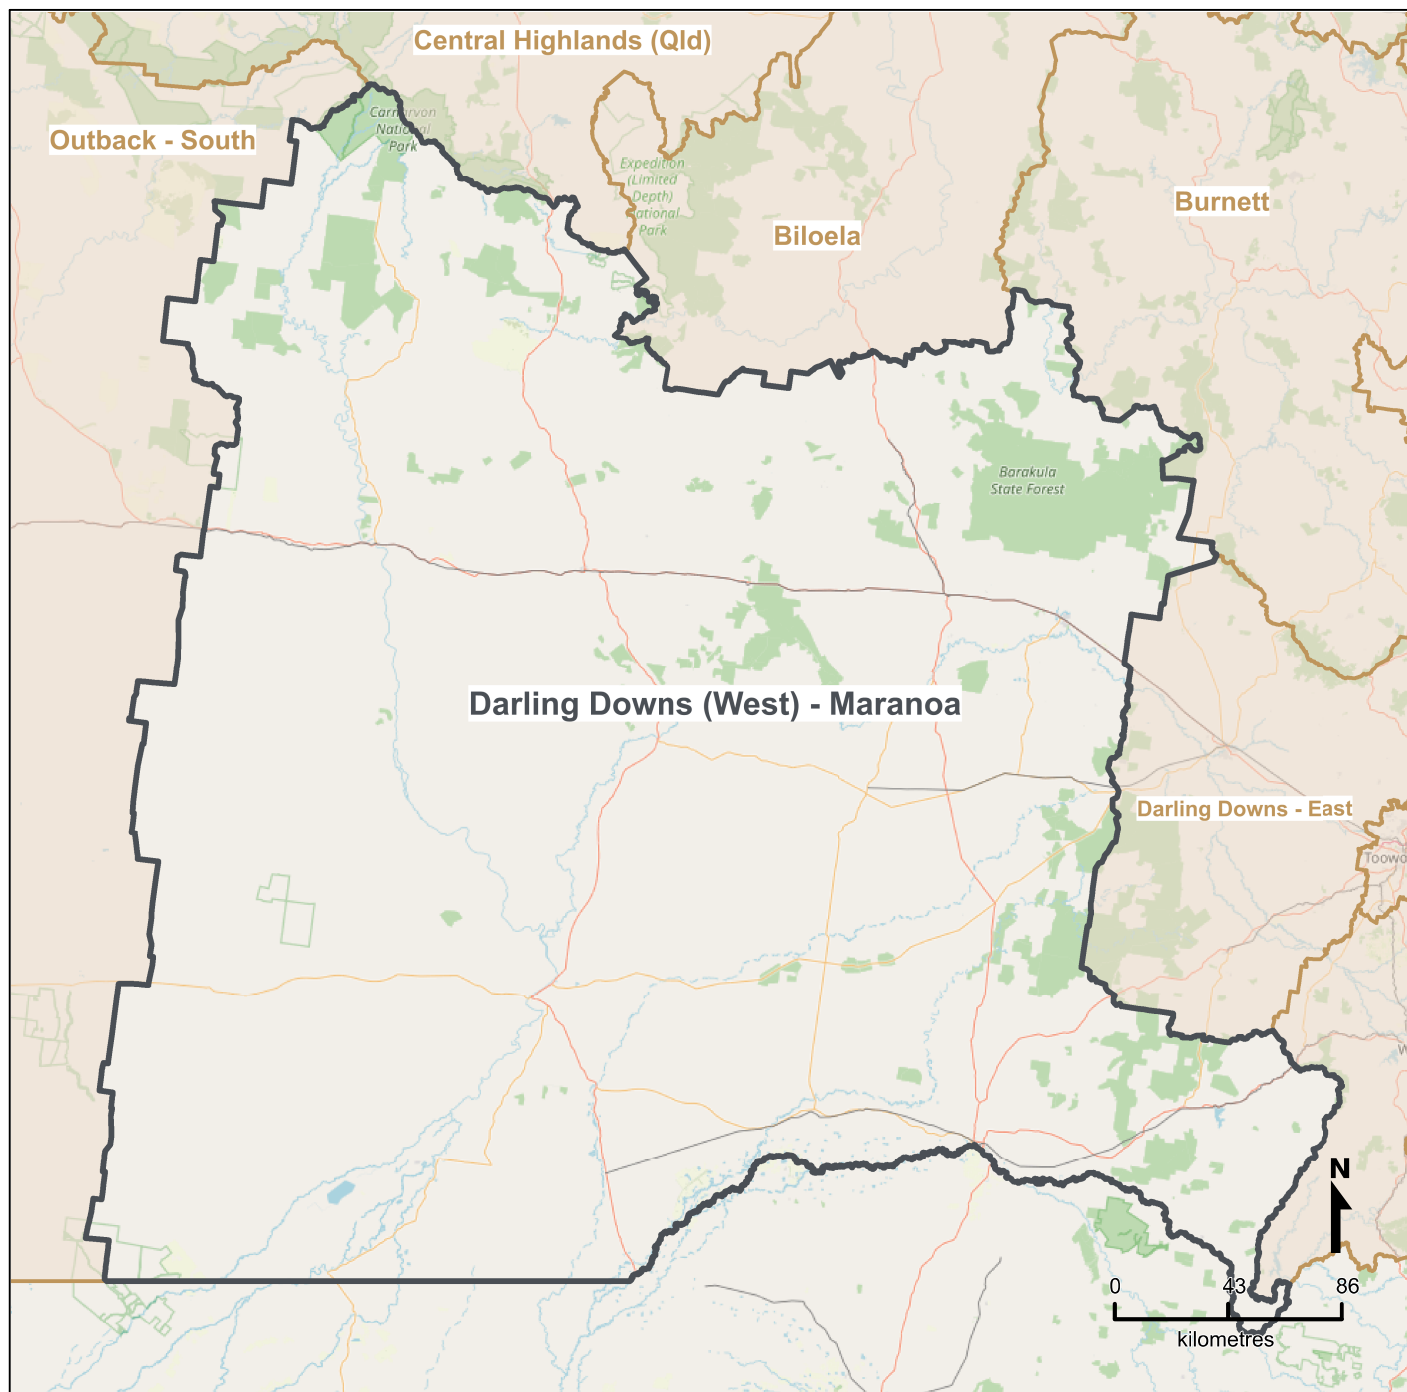 Central Highlands (Qld)
Outback - South
Carnarvon
National
Park
Expedition
(Limited
Depth)
National
Park
Burnett
Biloela
Barakula
State Forest
Darling Downs (West) - Maranoa
Darling Downs - East
N
0 43 86
kilometres